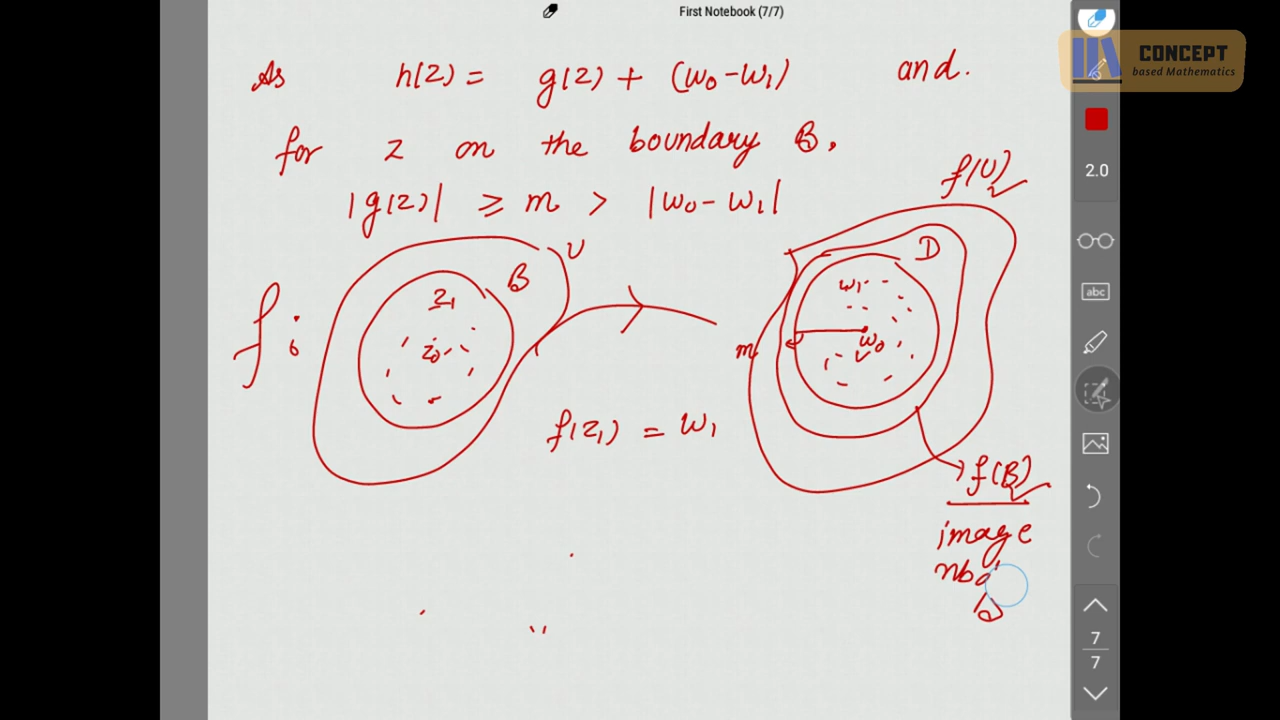 First Notebook (7/7)
CONCEPT
based Mathematics
As h(z) = g(z) + (w₀-w₁) and.
for z on the boundary B,
|g(z)| ≥ m > |w₀ - w₁|
2.0
f(U)
U
B
D
z₁
w₁
abc
f :
z₀
m
w₀
f(z₁) = w₁
f(B)
image
nbd
b
7
7